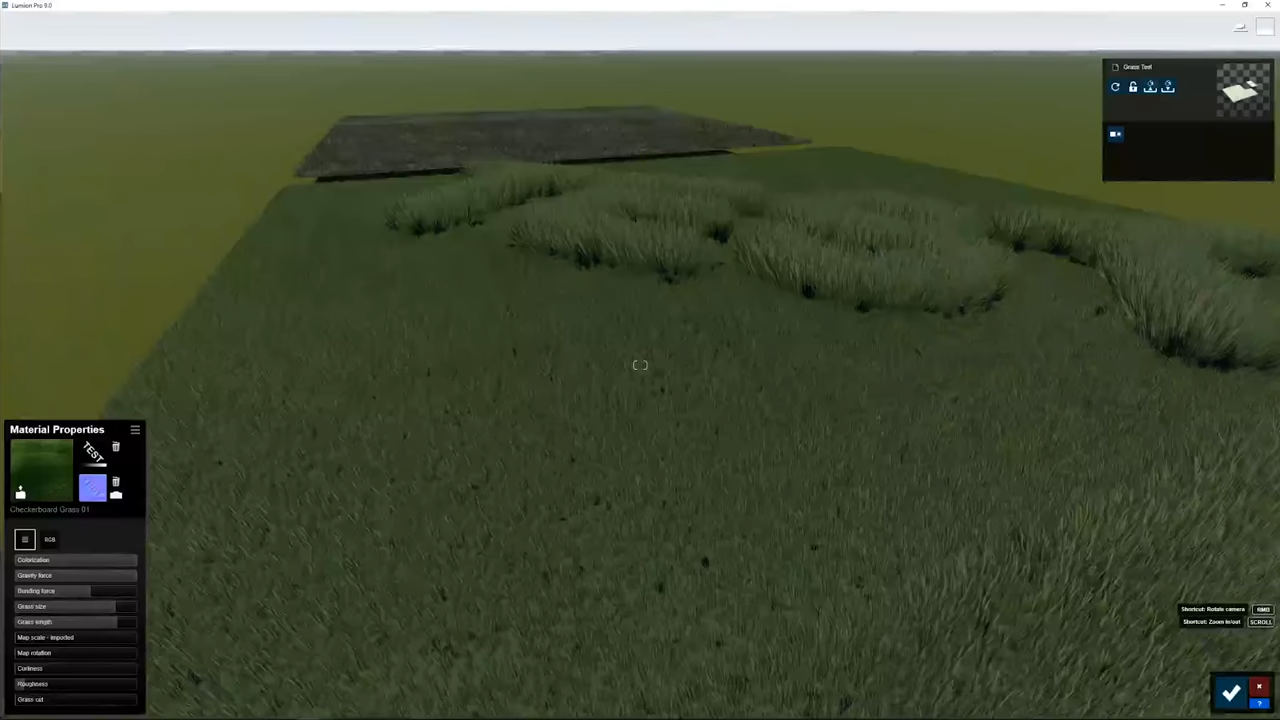 Lumion Pro 9.0
Grass Test
Material Properties
TEST
Checkerboard Grass 01
RGB
Colorization
Gravity force
Bending force
Grass size
Grass length
Map scale - imported
Map rotation
Curliness
Roughness
Grass cut
Shortcut: Rotate camera RMB
Shortcut: Zoom in/out SCROLL
?